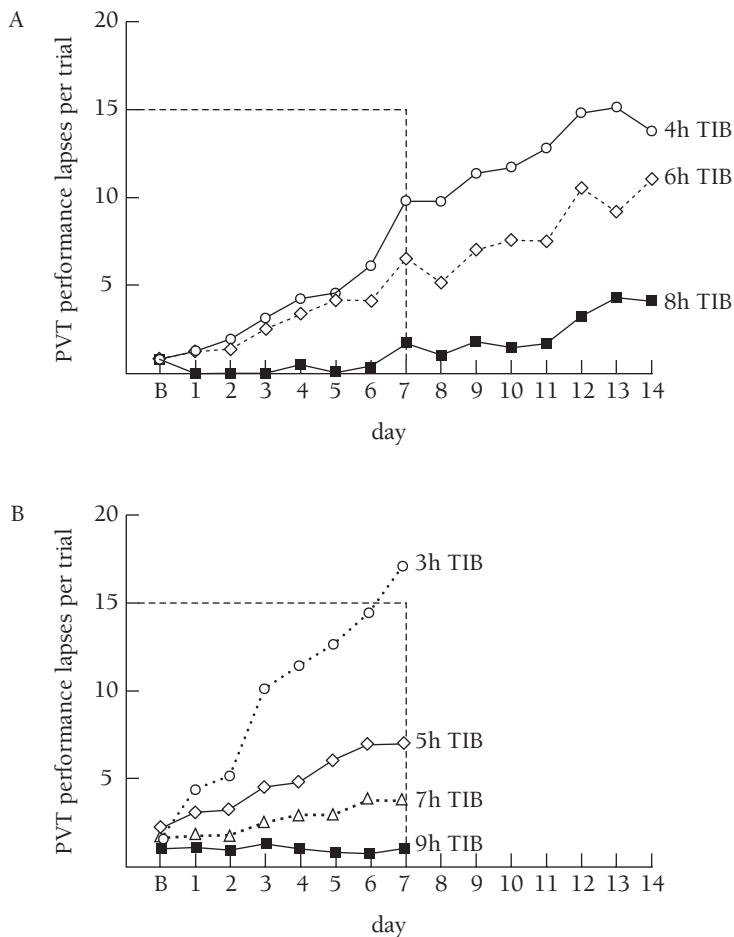 A
PVT performance lapses per trial
20
15
10
5
4h TIB
6h TIB
8h TIB
B 1 2 3 4 5 6 7 8 9 10 11 12 13 14
day
B
PVT performance lapses per trial
20
15
10
5
3h TIB
5h TIB
7h TIB
9h TIB
B 1 2 3 4 5 6 7 8 9 10 11 12 13 14
day